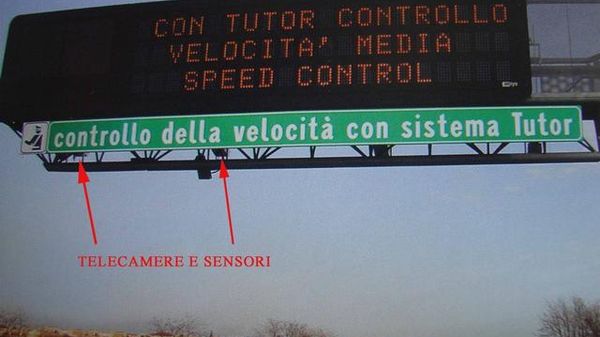 CON TUTOR CONTROLLO
VELOCITA' MEDIA
SPEED CONTROL
controllo della velocità con sistema Tutor
TELECAMERE E SENSORI